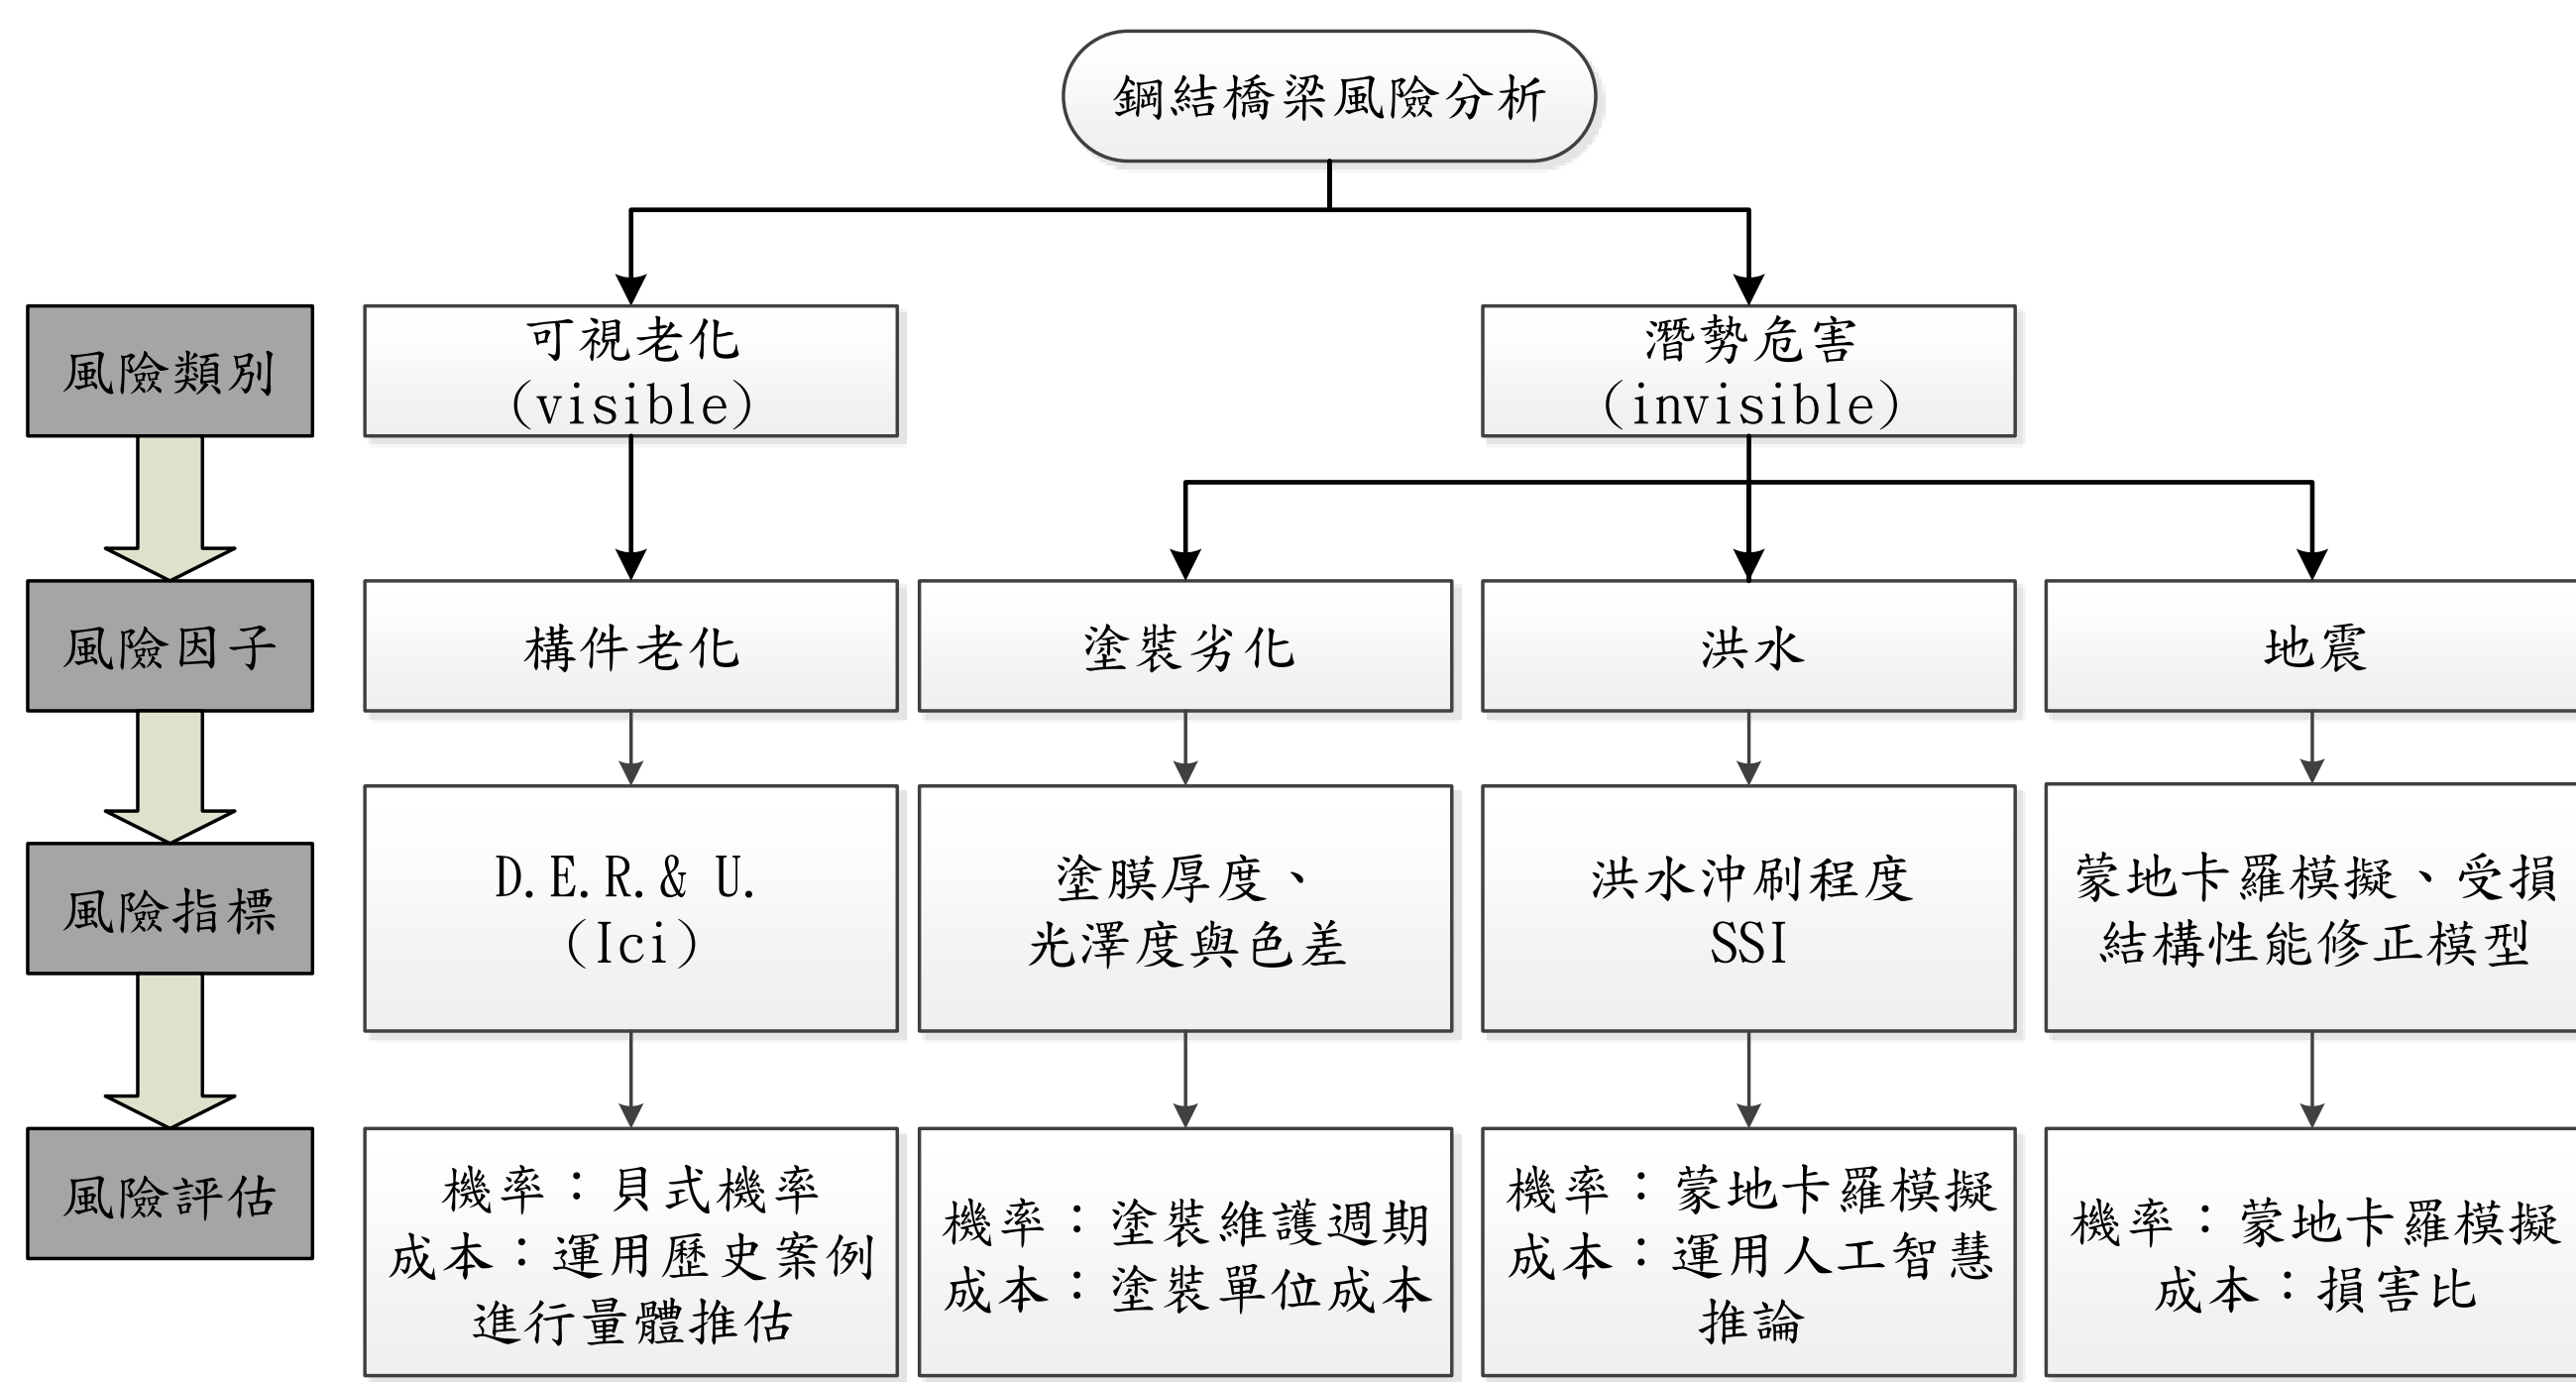 鋼結橋梁風險分析
風險類別
可視老化
(visible)
潛勢危害
(invisible)
風險因子
構件老化
塗裝劣化
洪水
地震
風險指標
D.E.R.& U.
(Ici)
塗膜厚度、
光澤度與色差
洪水沖刷程度
SSI
蒙地卡羅模擬、受損
結構性能修正模型
風險評估
機率：貝式機率
成本：運用歷史案例
進行量體推估
機率：塗裝維護週期
成本：塗裝單位成本
機率：蒙地卡羅模擬
成本：運用人工智慧
推論
機率：蒙地卡羅模擬
成本：損害比